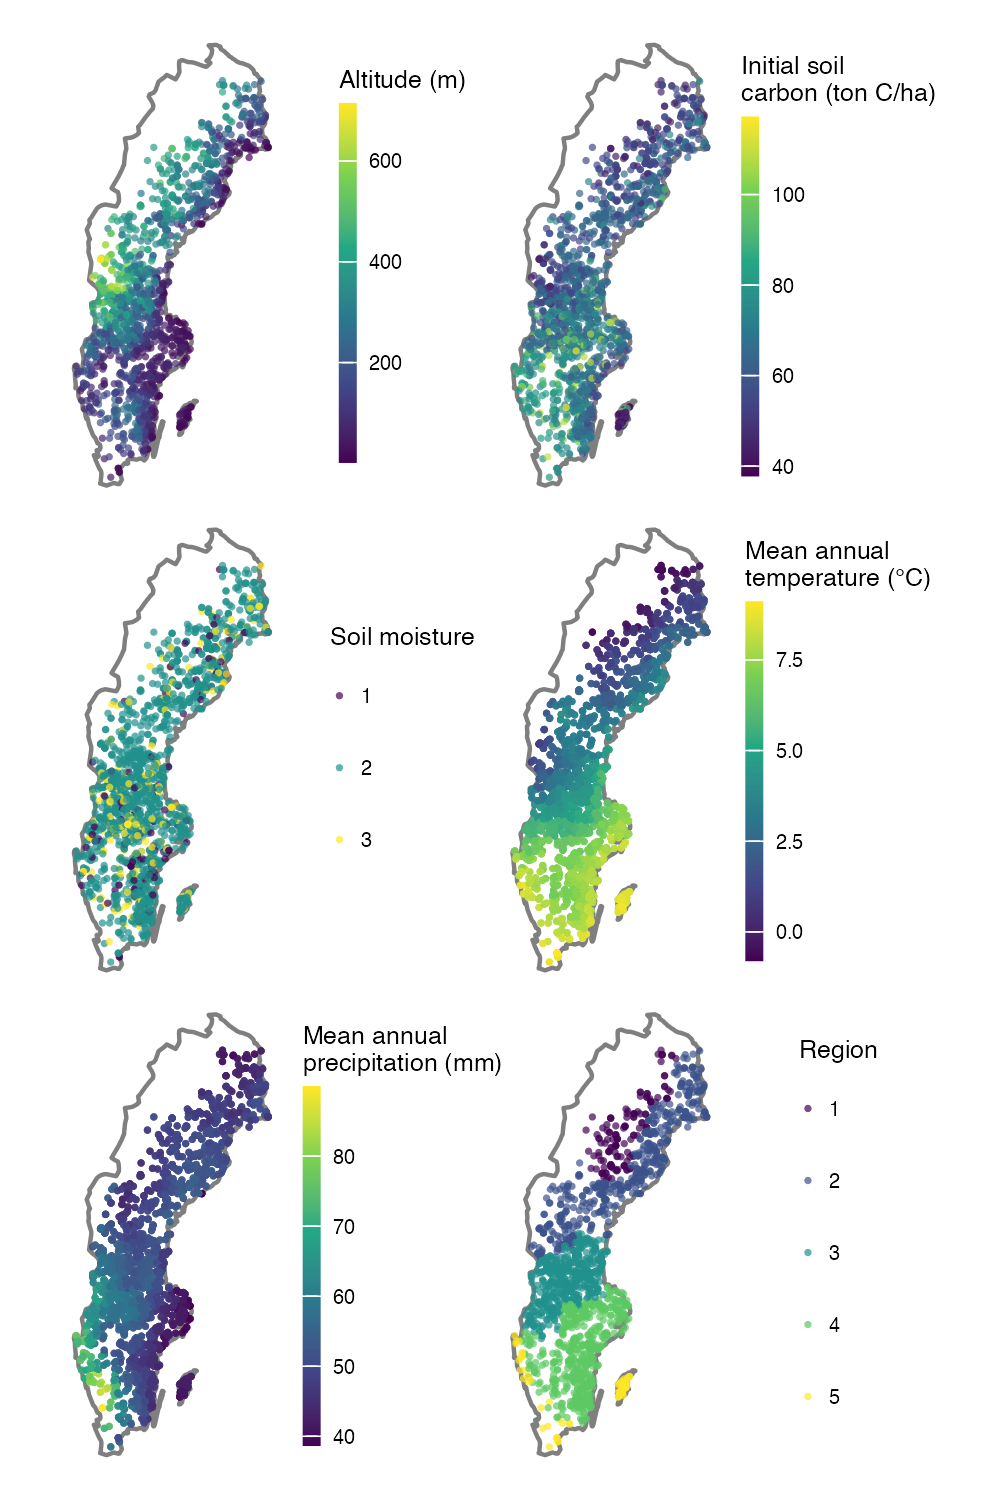 Altitude (m)
600
400
200
Initial soil
carbon (ton C/ha)
100
80
60
40
Soil moisture
1
2
3
Mean annual
temperature (°C)
7.5
5.0
2.5
0.0
Mean annual
precipitation (mm)
80
70
60
50
40
Region
1
2
3
4
5